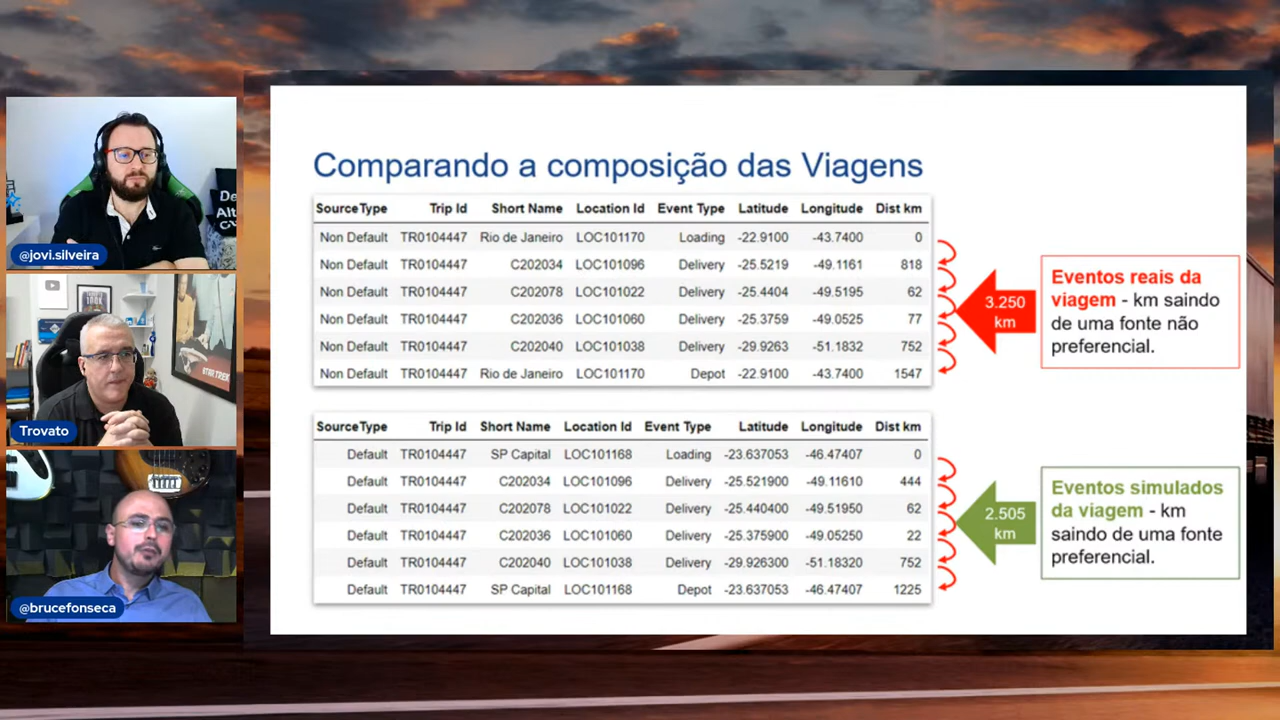 Comparando a composição das Viagens
SourceType Trip Id Short Name Location Id Event Type Latitude Longitude Dist km
Non Default TR0104447 Rio de Janeiro LOC101170 Loading -22.9100 -43.7400 0
Non Default TR0104447 C202034 LOC101096 Delivery -25.5219 -49.1161 818
Non Default TR0104447 C202078 LOC101022 Delivery -25.4404 -49.5195 62
Non Default TR0104447 C202036 LOC101060 Delivery -25.3759 -49.0525 77
Non Default TR0104447 C202040 LOC101038 Delivery -29.9263 -51.1832 752
Non Default TR0104447 Rio de Janeiro LOC101170 Depot -22.9100 -43.7400 1547
3.250
km
Eventos reais da
viagem - km saindo
de uma fonte não
preferencial.
SourceType Trip Id Short Name Location Id Event Type Latitude Longitude Dist km
Default TR0104447 SP Capital LOC101168 Loading -23.637053 -46.47407 0
Default TR0104447 C202034 LOC101096 Delivery -25.521900 -49.11610 444
Default TR0104447 C202078 LOC101022 Delivery -25.440400 -49.51950 62
Default TR0104447 C202036 LOC101060 Delivery -25.375900 -49.05250 22
Default TR0104447 C202040 LOC101038 Delivery -29.926300 -51.18320 752
Default TR0104447 SP Capital LOC101168 Depot -23.637053 -46.47407 1225
2.505
km
Eventos simulados
da viagem - km
saindo de uma fonte
preferencial.
@jovi.silveira
Trovato
STAR TREK
@brucefonseca